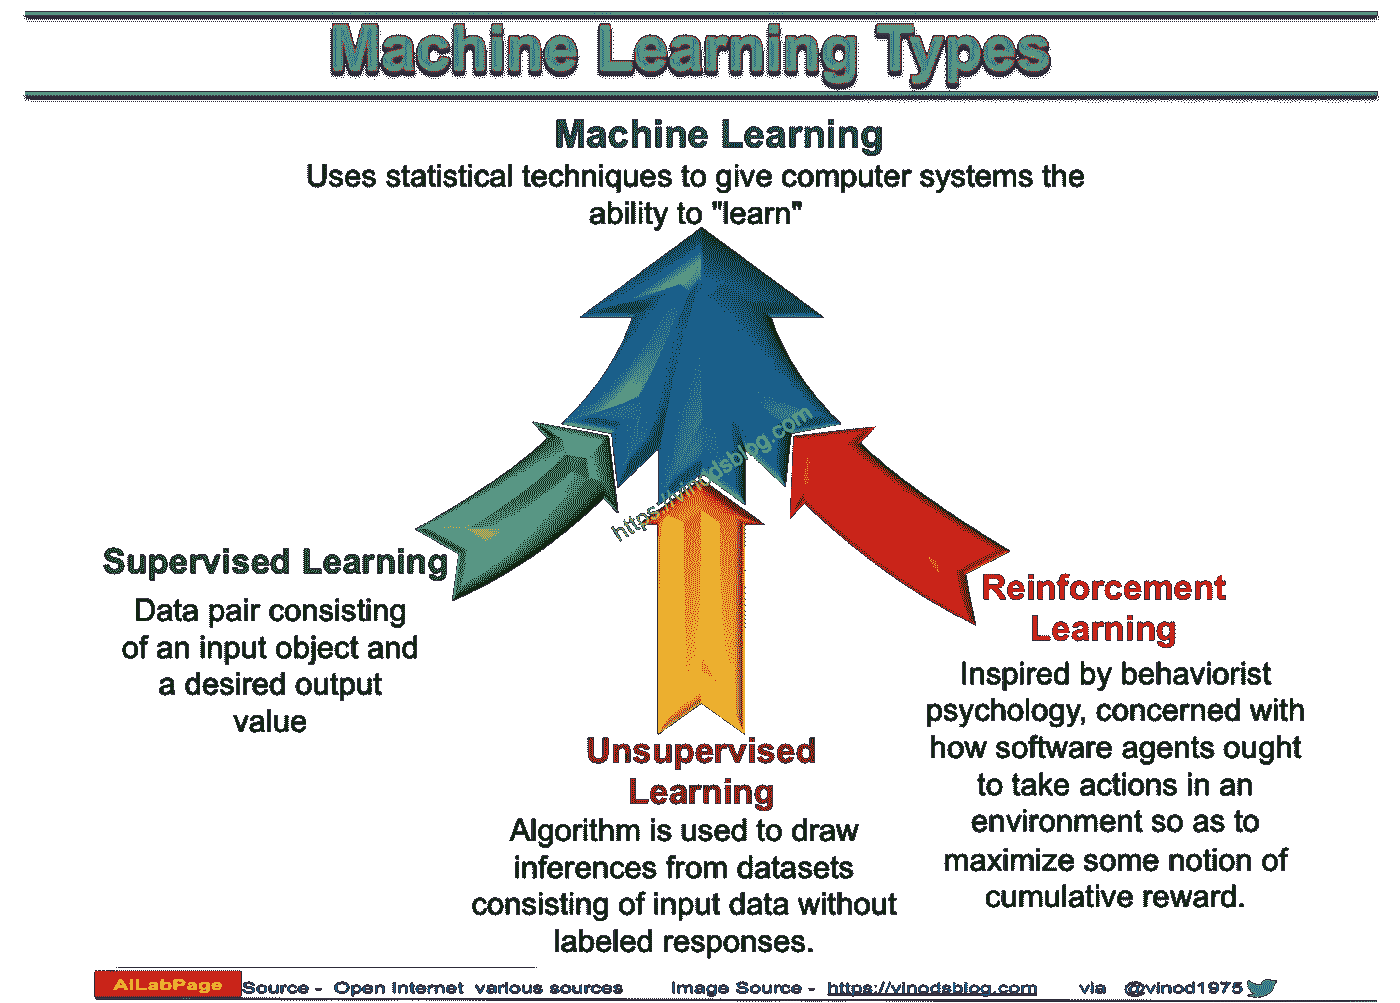 Machine Learning Types
Machine Learning
Uses statistical techniques to give computer systems the
ability to "learn"
https://vinodsblog.com
Supervised Learning
Data pair consisting
of an input object and
a desired output
value
Unsupervised
Learning
Algorithm is used to draw
inferences from datasets
consisting of input data without
labeled responses.
Reinforcement
Learning
Inspired by behaviorist
psychology, concerned with
how software agents ought
to take actions in an
environment so as to
maximize some notion of
cumulative reward.
AILabPage Source - Open Internet various sources Image Source - https://vinodsblog.com via @vinod1975